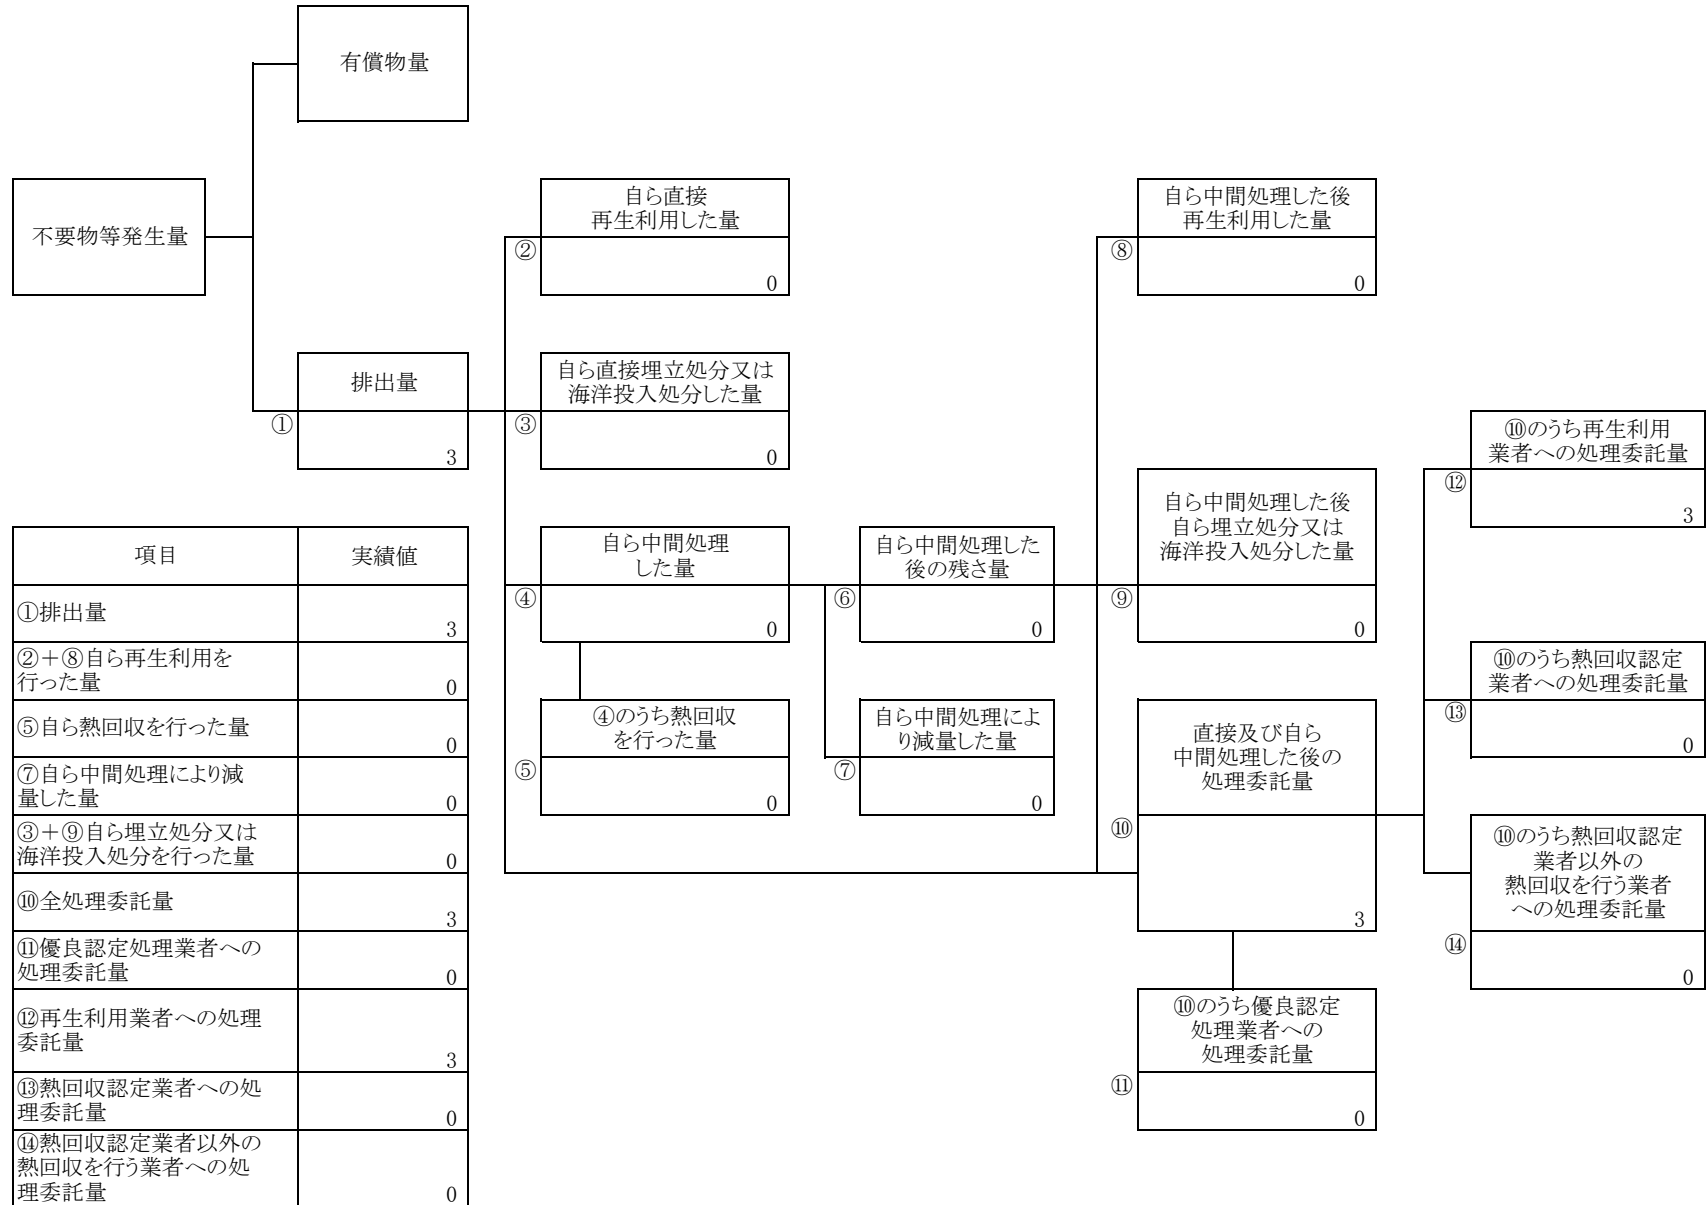 有償物量
不要物等発生量
自ら直接
再生利用した量
②
0
自ら中間処理した後
再生利用した量
⑧
0
排出量
①
3
自ら直接埋立処分又は
海洋投入処分した量
③
0
⑩のうち再生利用
業者への処理委託量
⑫
3
自ら中間処理
した量
④
0
自ら中間処理した
後の残さ量
⑥
0
自ら中間処理した後
自ら埋立処分又は
海洋投入処分した量
⑨
0
⑩のうち熱回収認定
業者への処理委託量
⑬
0
④のうち熱回収
を行った量
⑤
0
自ら中間処理によ
り減量した量
⑦
0
直接及び自ら
中間処理した後の
処理委託量
⑩
3
⑩のうち熱回収認定
業者以外の
熱回収を行う業者
への処理委託量
⑭
0
⑩のうち優良認定
処理業者への
処理委託量
⑪
0
項目 実績値
①排出量
3
②＋⑧自ら再生利用を
行った量
0
⑤自ら熱回収を行った量
0
⑦自ら中間処理により減
量した量
0
③＋⑨自ら埋立処分又は
海洋投入処分を行った量
0
⑩全処理委託量
3
⑪優良認定処理業者への
処理委託量
0
⑫再生利用業者への処理
委託量
3
⑬熱回収認定業者への処
理委託量
0
⑭熱回収認定業者以外の
熱回収を行う業者への処
理委託量
0